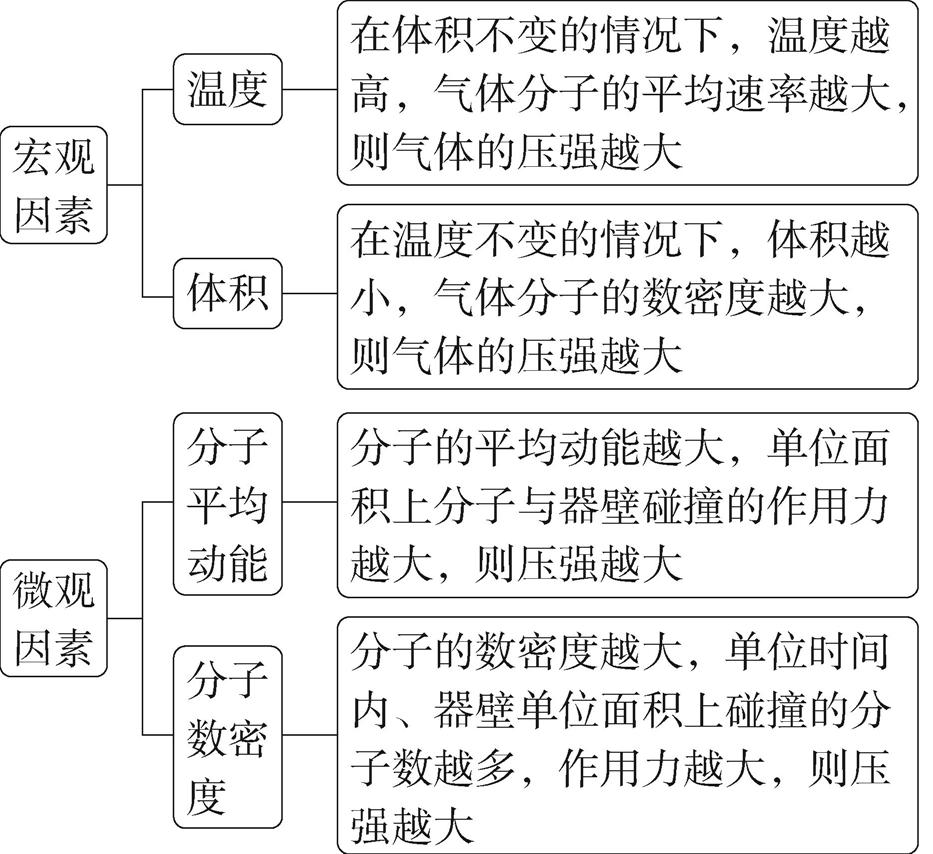 宏观
因素
温度
在体积不变的情况下，温度越
高，气体分子的平均速率越大，
则气体的压强越大
体积
在温度不变的情况下，体积越
小，气体分子的数密度越大，
则气体的压强越大
微观
因素
分子
平均
动能
分子的平均动能越大，单位面
积上分子与器壁碰撞的作用力
越大，则压强越大
分子
数密
度
分子的数密度越大，单位时间
内、器壁单位面积上碰撞的分
子数越多，作用力越大，则压
强越大